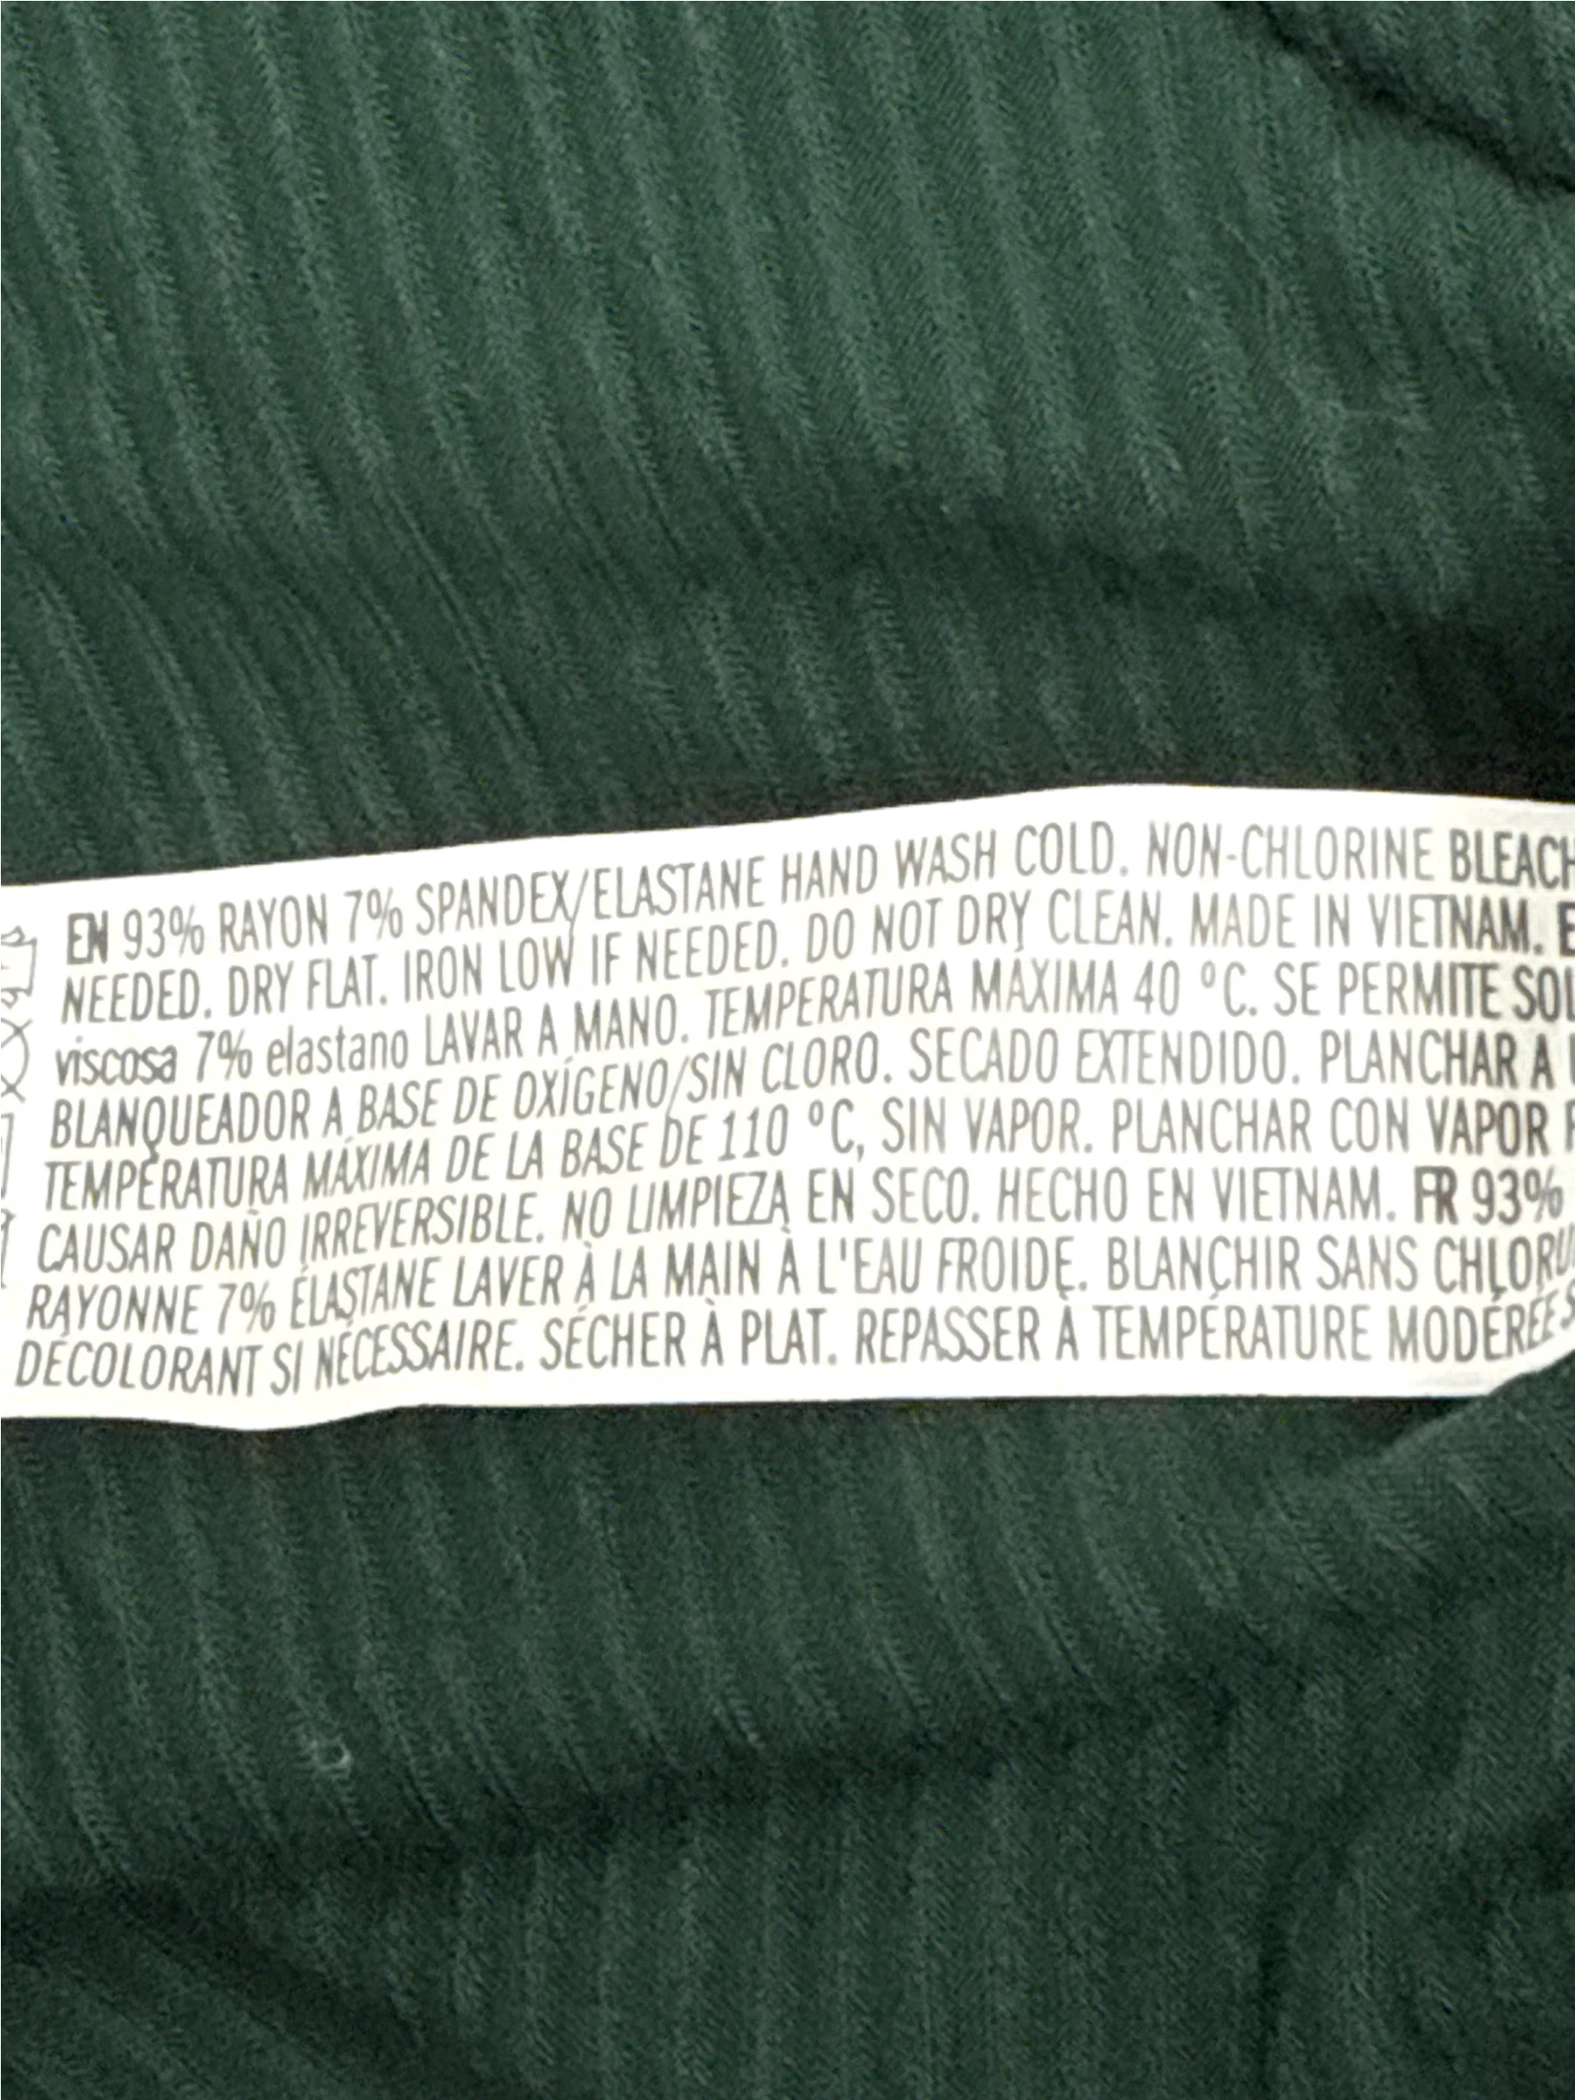 EN 93% RAYON 7% SPANDEX/ELASTANE HAND WASH COLD. NON-CHLORINE BLEACH
NEEDED. DRY FLAT. IRON LOW IF NEEDED. DO NOT DRY CLEAN. MADE IN VIETNAM. E
viscosa 7% elastano LAVAR A MANO. TEMPERATURA MÁXIMA 40 °C. SE PERMITE SOL
BLANQUEADOR A BASE DE OXÍGENO/SIN CLORO. SECADO EXTENDIDO. PLANCHAR A
TEMPERATURA MÁXIMA DE LA BASE DE 110 °C, SIN VAPOR. PLANCHAR CON VAPOR
CAUSAR DAÑO IRREVERSIBLE. NO LIMPIEZA EN SECO. HECHO EN VIETNAM. FR 93%
RAYONNE 7% ÉLASTANE LAVER À LA MAIN À L'EAU FROIDE. BLANCHIR SANS CHLORU
DÉCOLORANT SI NÉCESSAIRE. SÉCHER À PLAT. REPASSER À TEMPÉRATURE MODÉRÉE S